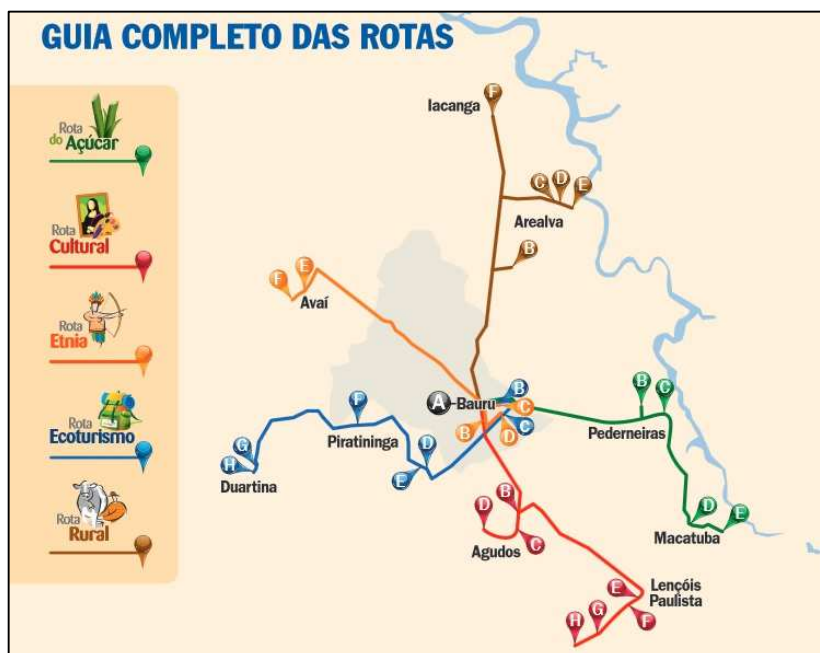 GUIA COMPLETO DAS ROTAS
Rota
do Açúcar
Rota
Cultural
Rota
Etnia
Rota
Ecoturismo
Rota
Rural
F
Iacanga
C D E
Arealva
B
F E
Avaí
A Bauru
B
C
B D C
B C
Pederneiras
F
Piratininga
D
G
H
E
Duartina
D B
C
Agudos
D E
Macatuba
E
Lençóis
Paulista
H G F